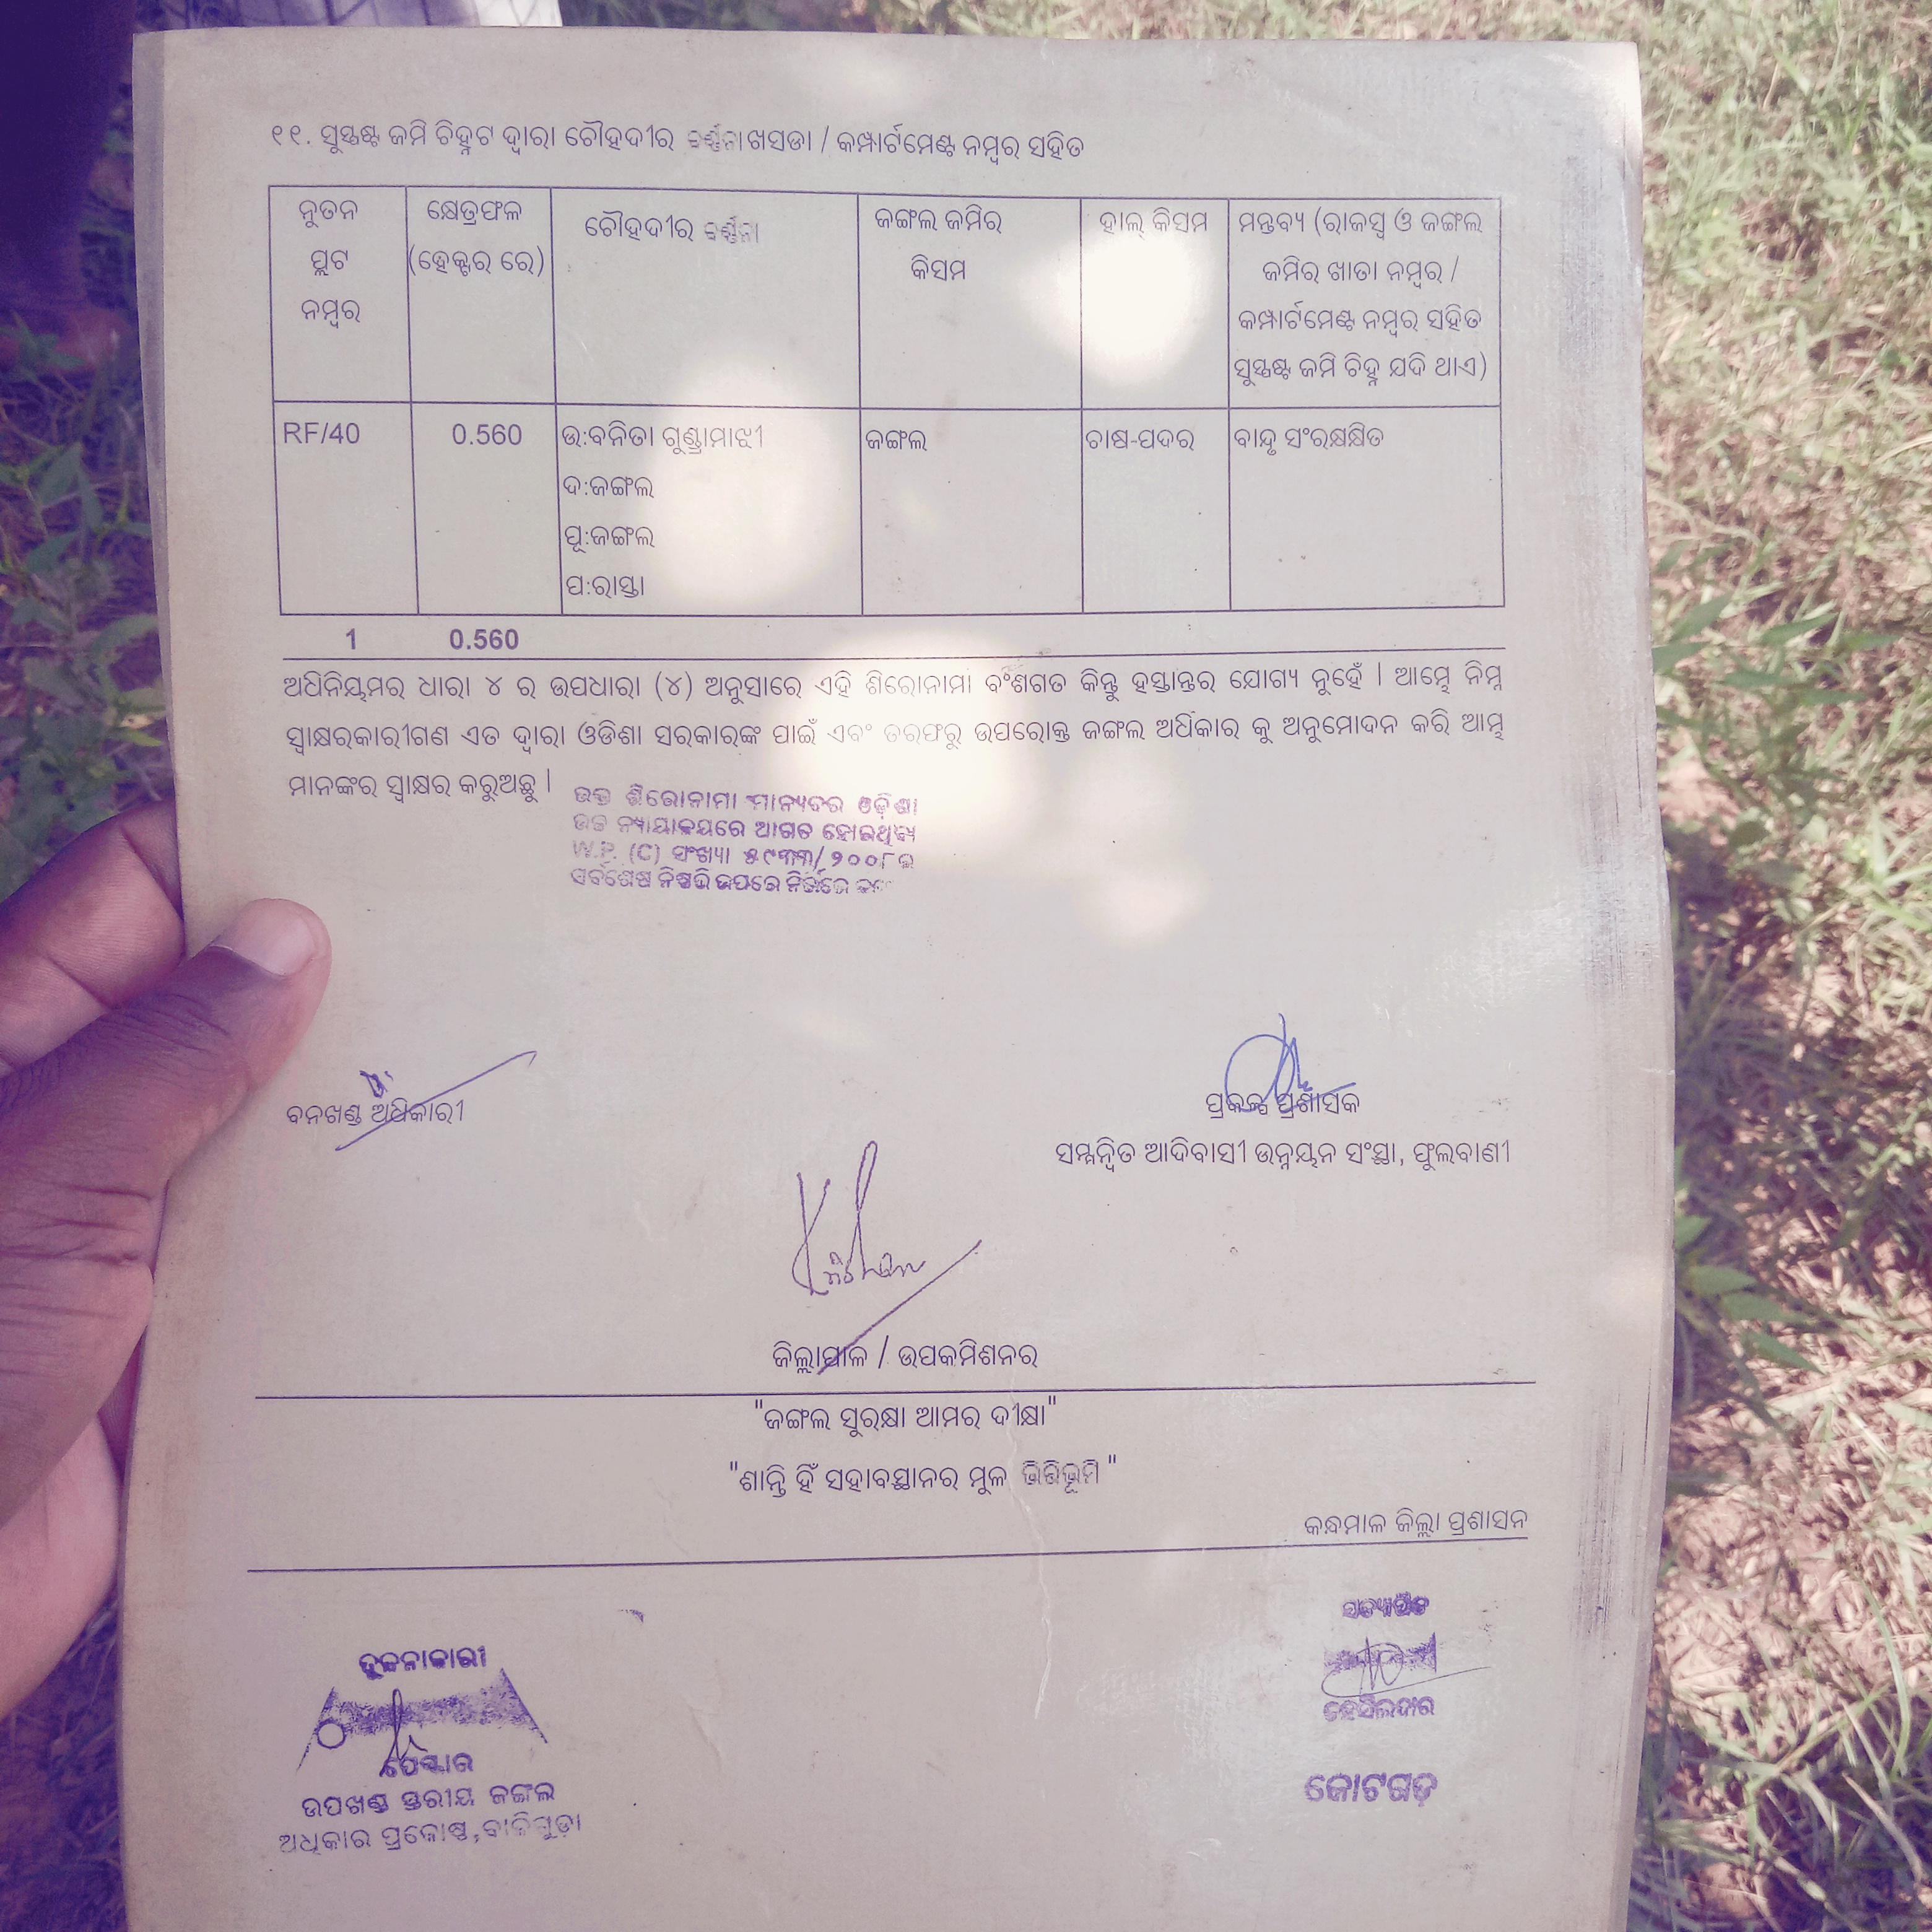 ୧୧. ସୁସ୍ପଷ୍ଟ ଜମି ଚିହ୍ନଟ ଦ୍ୱାରା ଚୌହଦୀର ବର୍ଣ୍ଣନା ଖସଡା / କମ୍ପାର୍ଟମେଣ୍ଟ ନମ୍ବର ସହିତ
ନୁତନ ପ୍ଲଟ ନମ୍ବର
କ୍ଷେତ୍ରଫଳ (ହେକ୍ଟର ରେ)
ଚୌହଦୀର ବର୍ଣ୍ଣନା
ଜଙ୍ଗଲ ଜମିର କିସମ
ହାଲ୍ କିସମ
ମନ୍ତବ୍ୟ (ରାଜସ୍ୱ ଓ ଜଙ୍ଗଲ
ଜମିର ଖାତା ନମ୍ବର /
କମ୍ପାର୍ଟମେଣ୍ଟ ନମ୍ବର ସହିତ
ସୁସ୍ପଷ୍ଟ ଜମି ଚିହ୍ନ ଯଦି ଥାଏ)
RF/40 0.560 ଉ:ବନିତା ଗୁଣ୍ଡ୍ରାମାଝୀ ଜଙ୍ଗଲ ଚାଷ-ପଦର ବାନ୍ଦୃ ସଂରକ୍ଷକ୍ଷିତ
ଦ:ଜଙ୍ଗଲ
ପୂ:ଜଙ୍ଗଲ
ପ:ରାସ୍ତା
1 0.560
ଅଧିନିୟମର ଧାରା ୪ ର ଉପଧାରା (୪) ଅନୁସାରେ ଏହି ଶିରୋନାମା ବଂଶଗତ କିନ୍ତୁ ହସ୍ତାନ୍ତର ଯୋଗ୍ୟ ନୁହେଁ । ଆମ୍ଭେ ନିମ୍ନ
ସ୍ୱାକ୍ଷରକାରୀଗଣ ଏତ ଦ୍ୱାରା ଓଡିଶା ସରକାରଙ୍କ ପାଇଁ ଏବଂ ତରଫରୁ ଉପରୋକ୍ତ ଜଙ୍ଗଲ ଅଧିକାର କୁ ଅନୁମୋଦନ କରି ଆମ୍ଭ
ମାନଙ୍କର ସ୍ୱାକ୍ଷର କରୁଅଛୁ ।
ଉକ୍ତ ଶିରୋନାମା ମାନ୍ୟବର ଓଡ଼ିଶା
ଉଚ୍ଚ ନ୍ୟାୟାଳୟରେ ଆଗତ ହୋଇଥିବା
W.P. (C) ସଂଖ୍ୟା ୫୯୩୩/୨୦୦୮ ର
ସର୍ବଶେଷ ନିଷ୍ପତ୍ତି ଉପରେ ନିର୍ଭର
ବନଖଣ୍ଡ ଅଧିକାରୀ
ପ୍ରକଳ୍ପ ପ୍ରଶାସକ
ସମ୍ମନ୍ୱିତ ଆଦିବାସୀ ଉନ୍ନୟନ ସଂସ୍ଥା, ଫୁଲବାଣୀ
ଜିଲ୍ଲାପାଳ / ଉପକମିଶନର
"ଜଙ୍ଗଲ ସୁରକ୍ଷା ଆମର ଦୀକ୍ଷା"
"ଶାନ୍ତି ହିଁ ସହାବସ୍ଥାନର ମୁଳ ଭିତ୍ତିଭୂମି "
କନ୍ଧମାଳ ଜିଲ୍ଲା ପ୍ରଶାସନ
ତୁଳନାକାରୀ
ପେସ୍କାର
ଉପଖଣ୍ଡ ସ୍ତରୀୟ ଜଙ୍ଗଲ
ଅଧିକାର ପ୍ରକୋଷ୍ଠ, ବାଲିଗୁଡ଼ା
ସତ୍ୟାପିତ
ତହସିଲଦାର
କୋଟଗଡ଼